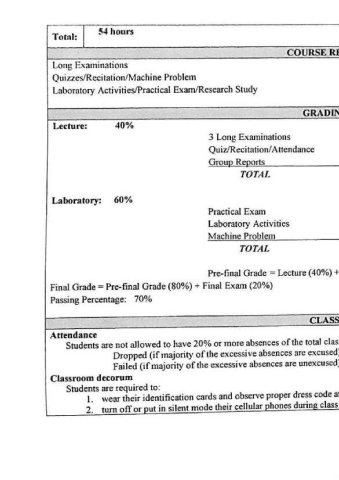 Total: 54 hours
COURSE RE
Long Examinations
Quizzes/Recitation/Machine Problem
Laboratory Activities/Practical Exam/Research Study
GRADIN
Lecture: 40%
3 Long Examinations
Quiz/Recitation/Attendance
Group Reports
TOTAL
Laboratory: 60%
Practical Exam
Laboratory Activities
Machine Problem
TOTAL
Pre-final Grade = Lecture (40%) +
Final Grade = Pre-final Grade (80%) + Final Exam (20%)
Passing Percentage: 70%
CLASS
Attendance
Students are not allowed to have 20% or more absences of the total clas
Dropped (if majority of the excessive absences are excused)
Failed (if majority of the excessive absences are unexcused)
Classroom decorum
Students are required to:
1. wear their identification cards and observe proper dress code a
2. turn off or put in silent mode their cellular phones during class